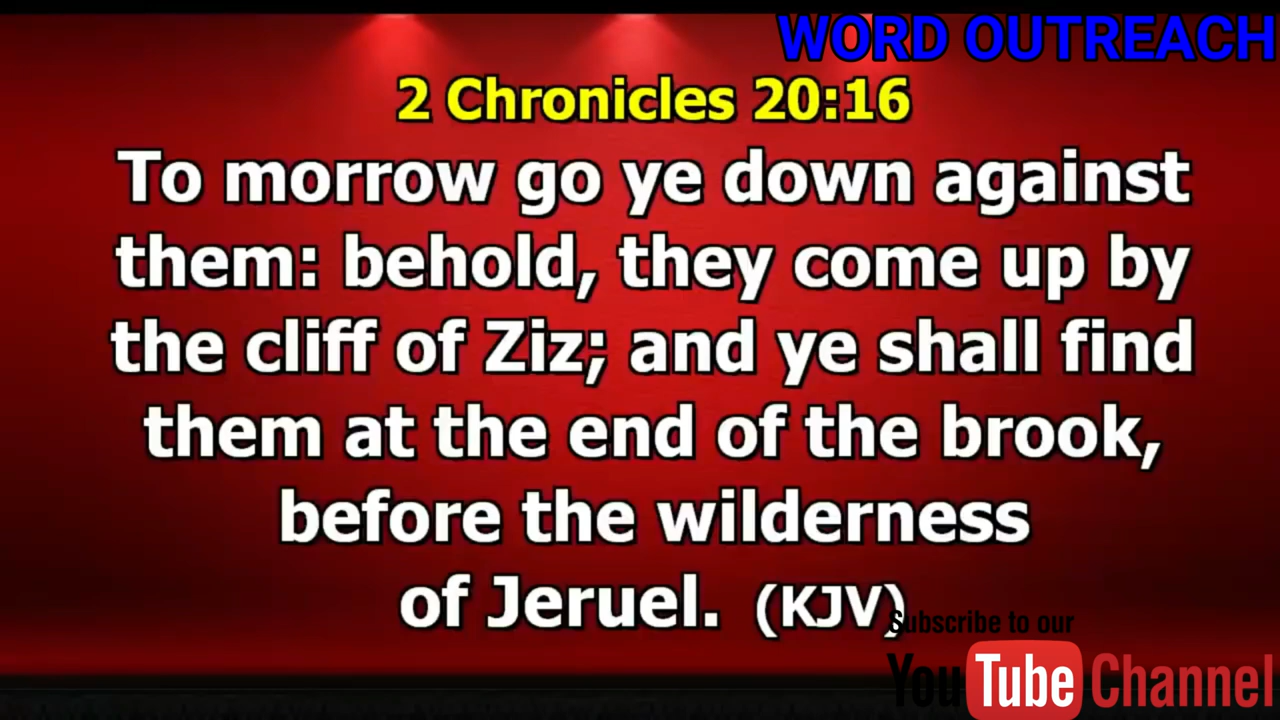 WORD OUTREACH
2 Chronicles 20:16
To morrow go ye down against
them: behold, they come up by
the cliff of Ziz; and ye shall find
them at the end of the brook,
before the wilderness
of Jeruel. (KJV)
Subscribe to our
YouTube Channel